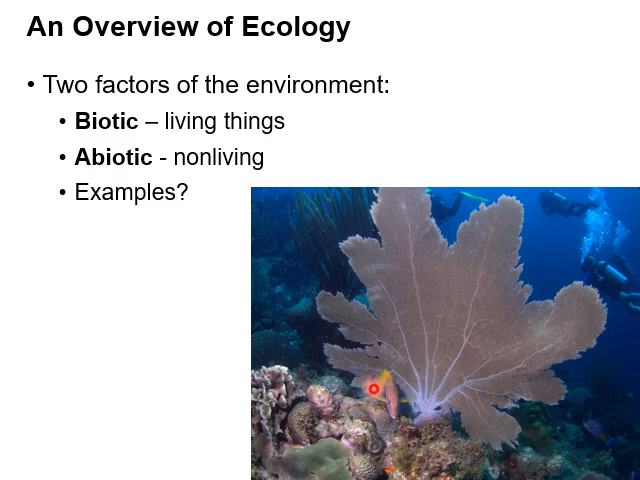 An Overview of Ecology
• Two factors of the environment:
• Biotic – living things
• Abiotic - nonliving
• Examples?